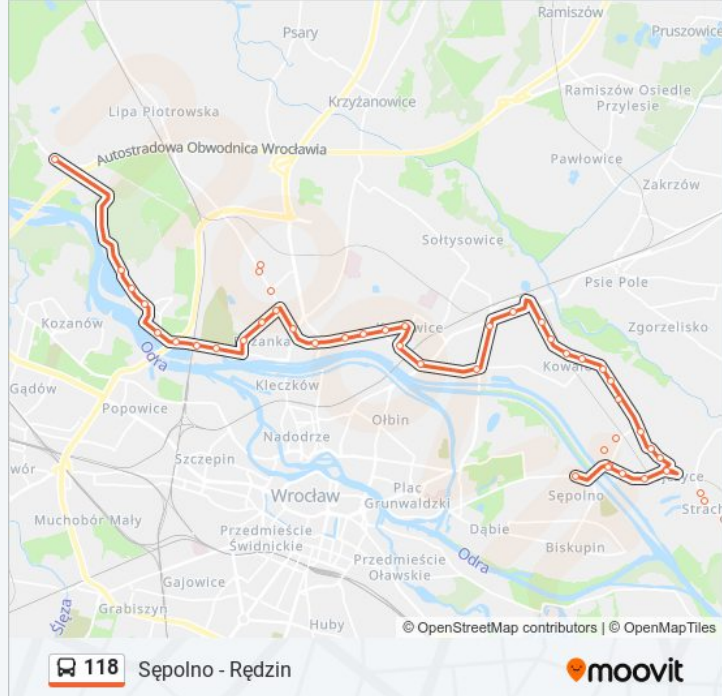 Ramiszów
Psary
Pruszowice
Krzyżanowice
Ramiszów Osiedle
Przylesie
Lipa Piotrowska
Autostradowa Obwodnica Wrocławia
Pawłowice
Zakrzów
Sołtysowice
Psie Pole
Kozanów
Zgorzelisko
Odra
Gądów
Kleczków
Popowice
Ołbin
Nadodrze
Szczepin
Sępolno
Plac
Grunwaldzki
Wrocław
Muchobór Mały
Przedmieście
Świdnickie
Dąbie
Biskupin
Przedmieście
Oławskie
Odra
Gajowice
Grabiszyn
Huby
Ślęza
© OpenStreetMap contributors | © OpenMapTiles
118 Sępolno - Rędzin
moovit